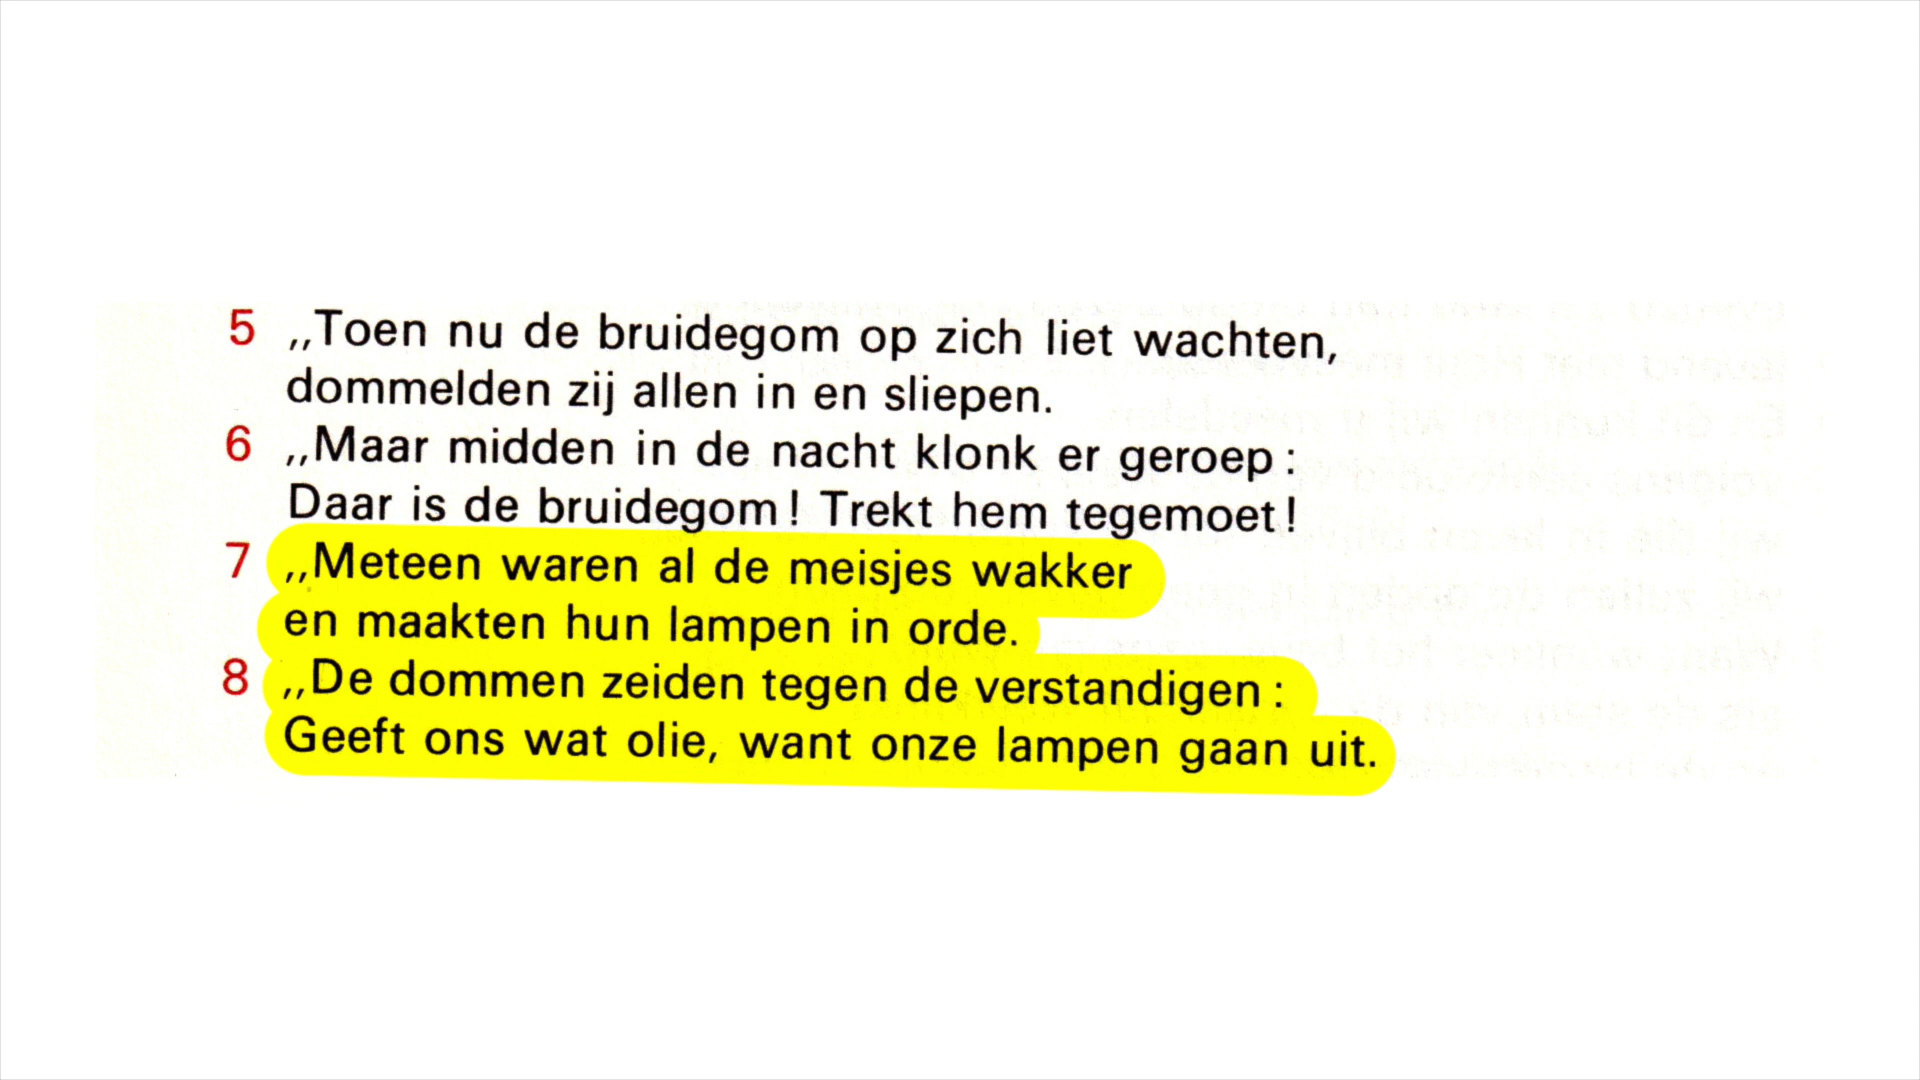 5 ,,Toen nu de bruidegom op zich liet wachten,
dommelden zij allen in en sliepen.
6 ,,Maar midden in de nacht klonk er geroep :
Daar is de bruidegom ! Trekt hem tegemoet !
7 ,,Meteen waren al de meisjes wakker
en maakten hun lampen in orde.
8 ,,De dommen zeiden tegen de verstandigen :
Geeft ons wat olie, want onze lampen gaan uit.